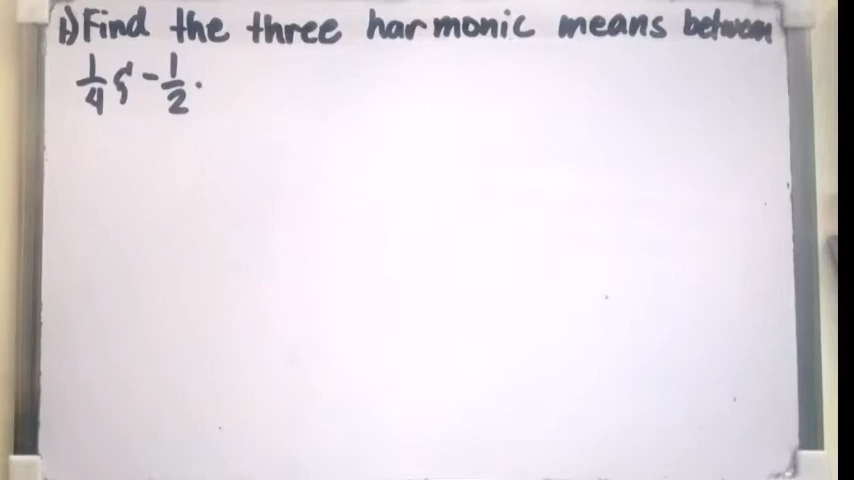 1.) Find the three harmonic means between
1/4 & -1/2.